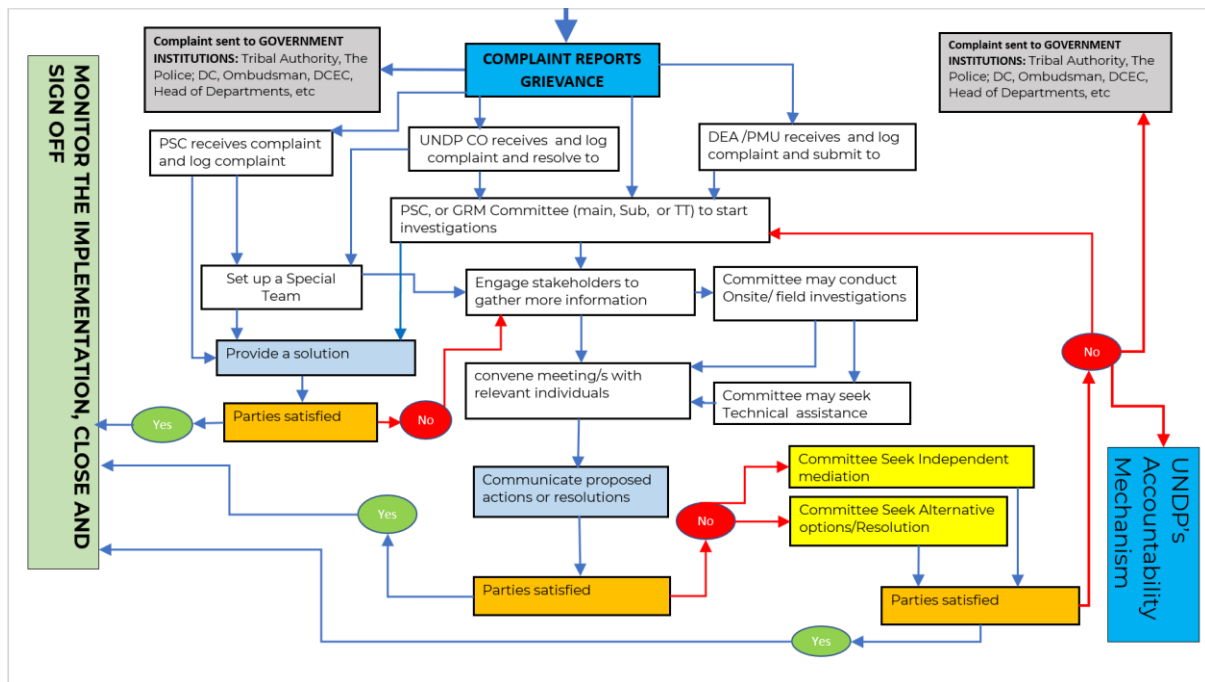 Complaint sent to GOVERNMENT
INSTITUTIONS: Tribal Authority, The
Police; DC, Ombudsman, DCEC,
Head of Departments, etc
COMPLAINT REPORTS
GRIEVANCE
Complaint sent to GOVERNMENT
INSTITUTIONS: Tribal Authority, The
Police; DC, Ombudsman, DCEC,
Head of Departments, etc
MONITOR THE IMPLEMENTATION, CLOSE AND
SIGN OFF
PSC receives complaint
and log complaint
UNDP CO receives and log
complaint and resolve to
DEA /PMU receives and log
complaint and submit to
PSC, or GRM Committee (main, Sub, or TT) to start
investigations
Set up a Special
Team
Engage stakeholders to
gather more information
Committee may conduct
Onsite/ field investigations
Provide a solution
No
convene meeting/s with
relevant individuals
Committee may seek
Technical assistance
Yes
Parties satisfied
No
Communicate proposed
actions or resolutions
Committee Seek Independent
mediation
Yes
No
Committee Seek Alternative
options/Resolution
UNDP's
Accountability
Mechanism
Parties satisfied
Parties satisfied
Yes